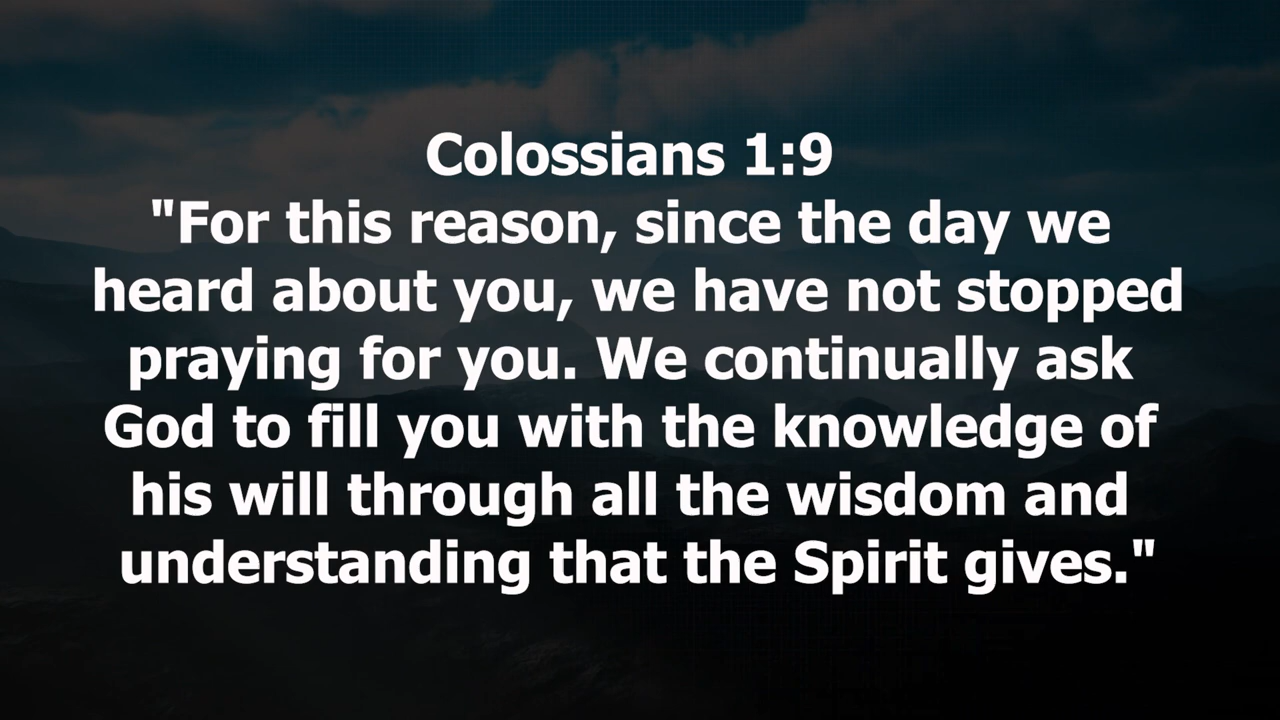 Colossians 1:9
"For this reason, since the day we
heard about you, we have not stopped
praying for you. We continually ask
God to fill you with the knowledge of
his will through all the wisdom and
understanding that the Spirit gives."